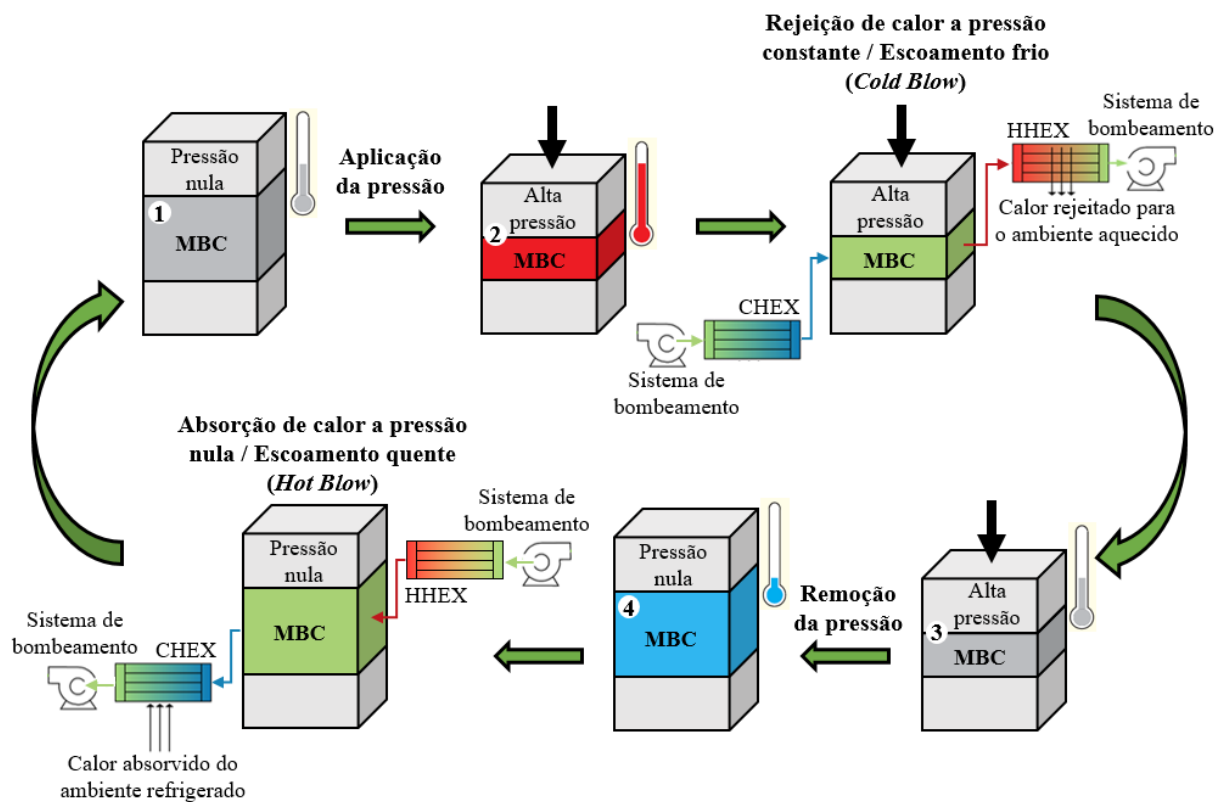 Pressão
nula
1
MBC
Aplicação
da pressão
Alta
pressão
2
MBC
Rejeição de calor a pressão
constante / Escoamento frio
(Cold Blow)
Alta
pressão
MBC
HHEX
Sistema de
bombeamento
Calor rejeitado para
o ambiente aquecido
CHEX
Sistema de
bombeamento
Alta
pressão
3
MBC
Remoção
da pressão
Pressão
nula
4
MBC
Absorção de calor a pressão
nula / Escoamento quente
(Hot Blow)
Sistema de
bombeamento
HHEX
Pressão
nula
MBC
Sistema de
bombeamento
CHEX
Calor absorvido do
ambiente refrigerado